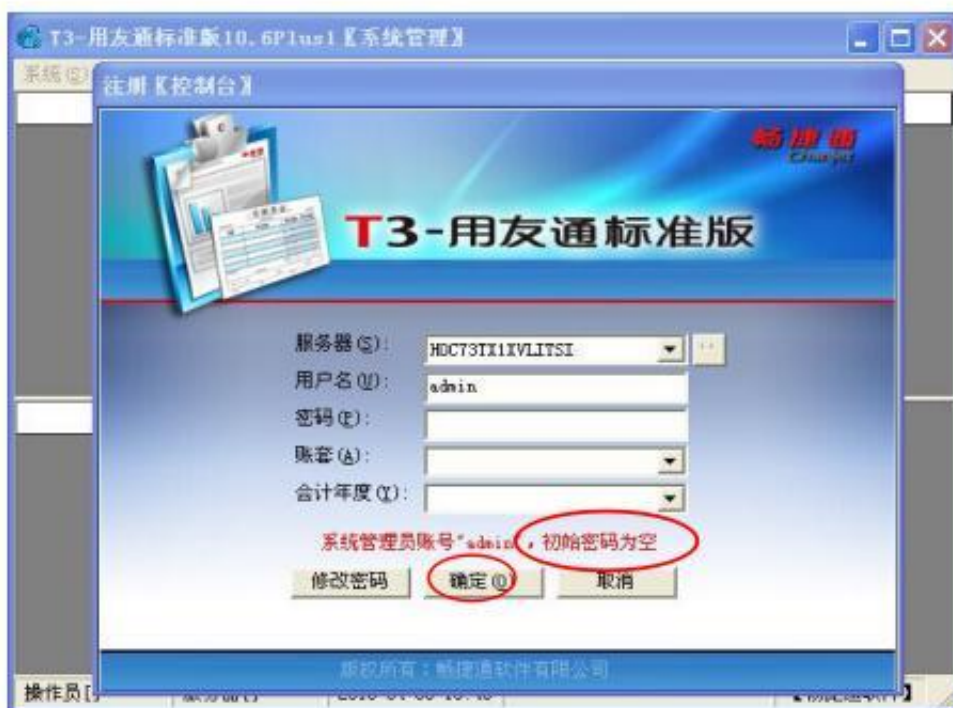 T3-用友通标准版10.6Plus1【系统管理】
系统(S)
注册【控制台】
畅捷通
Chanjet
T3-用友通标准版
服务器(S): HDC73TX1XVLITSI
用户名(U): admin
密码(P):
账套(A):
会计年度(Y):
系统管理员账号"admin",初始密码为空
修改密码 确定(O) 取消
版权所有:畅捷通软件有限公司
操作员[]